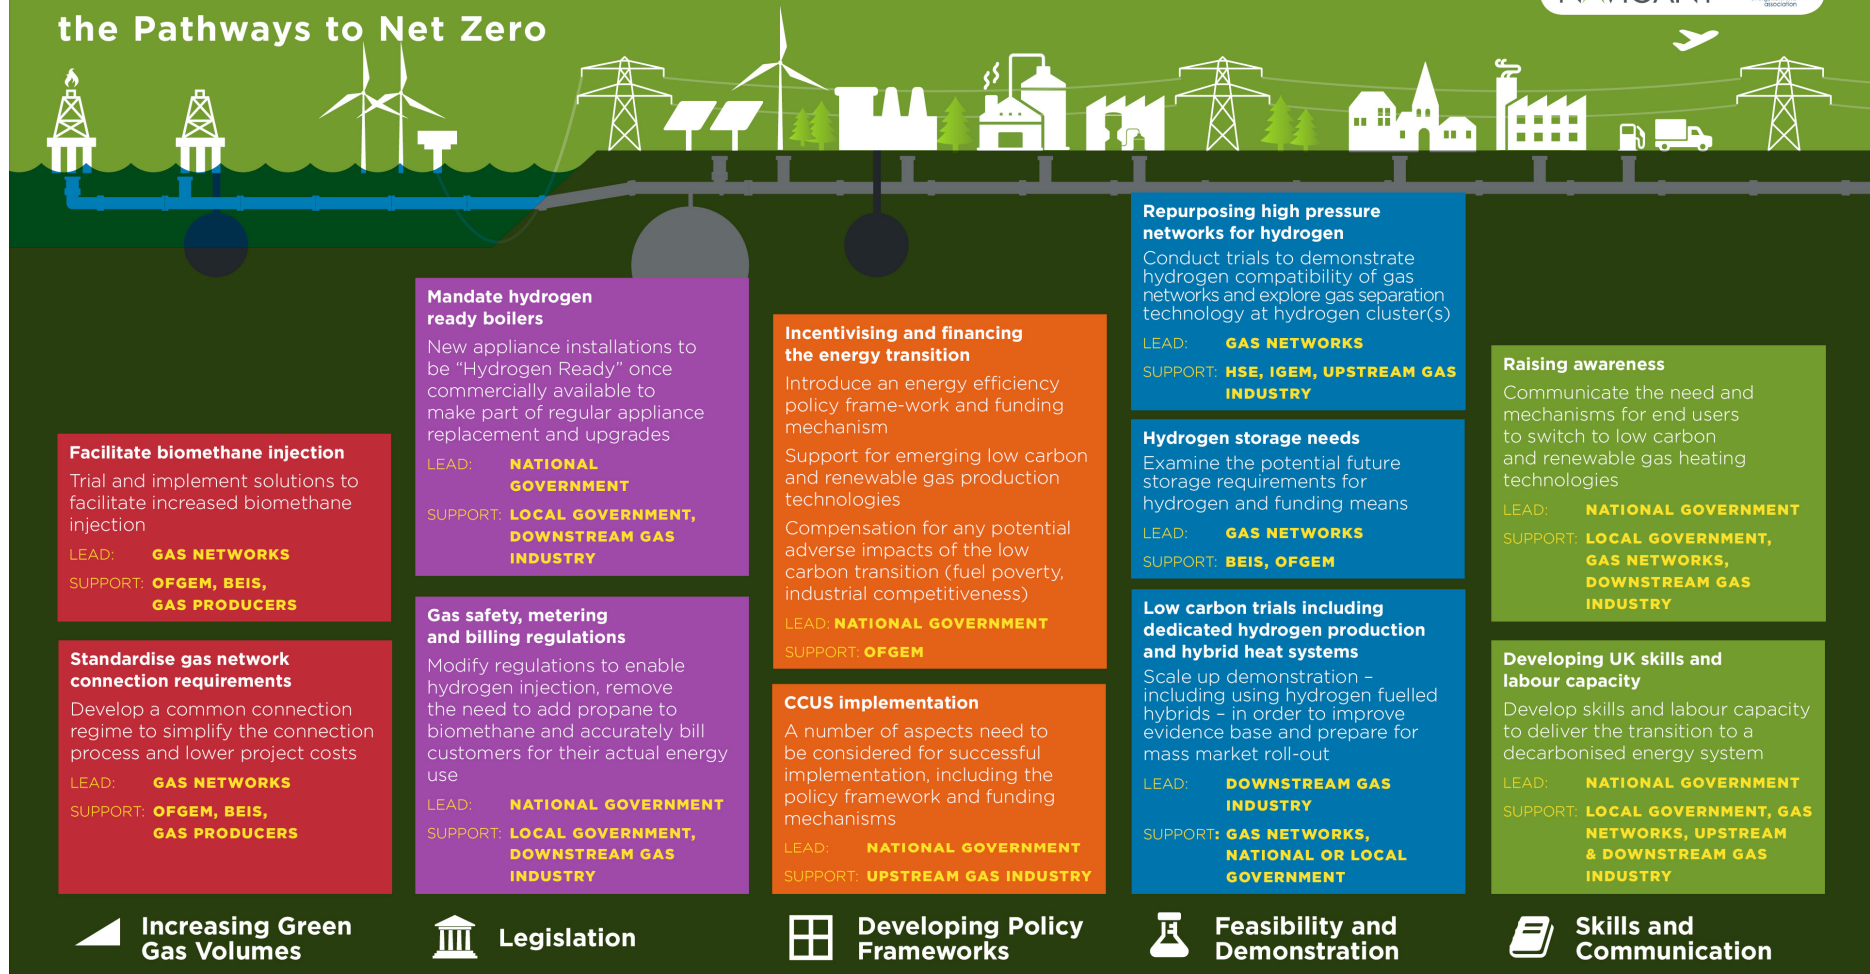 the Pathways to Net Zero
association
Facilitate biomethane injection
Trial and implement solutions to
facilitate increased biomethane
injection
LEAD: GAS NETWORKS
SUPPORT: OFGEM, BEIS,
GAS PRODUCERS
Standardise gas network
connection requirements
Develop a common connection
regime to simplify the connection
process and lower project costs
LEAD: GAS NETWORKS
SUPPORT: OFGEM, BEIS,
GAS PRODUCERS
Increasing Green
Gas Volumes
Mandate hydrogen
ready boilers
New appliance installations to
be “Hydrogen Ready” once
commercially available to
make part of regular appliance
replacement and upgrades
LEAD: NATIONAL
GOVERNMENT
SUPPORT: LOCAL GOVERNMENT,
DOWNSTREAM GAS
INDUSTRY
Gas safety, metering
and billing regulations
Modify regulations to enable
hydrogen injection, remove
the need to add propane to
biomethane and accurately bill
customers for their actual energy
use
LEAD: NATIONAL GOVERNMENT
SUPPORT: LOCAL GOVERNMENT,
DOWNSTREAM GAS
INDUSTRY
Legislation
Incentivising and financing
the energy transition
Introduce an energy efficiency
policy frame-work and funding
mechanism
Support for emerging low carbon
and renewable gas production
technologies
Compensation for any potential
adverse impacts of the low
carbon transition (fuel poverty,
industrial competitiveness)
LEAD: NATIONAL GOVERNMENT
SUPPORT: OFGEM
CCUS implementation
A number of aspects need to
be considered for successful
implementation, including the
policy framework and funding
mechanisms
LEAD: NATIONAL GOVERNMENT
SUPPORT: UPSTREAM GAS INDUSTRY
Developing Policy
Frameworks
Repurposing high pressure
networks for hydrogen
Conduct trials to demonstrate
hydrogen compatibility of gas
networks and explore gas separation
technology at hydrogen cluster(s)
LEAD: GAS NETWORKS
SUPPORT: HSE, IGEM, UPSTREAM GAS
INDUSTRY
Hydrogen storage needs
Examine the potential future
storage requirements for
hydrogen and funding means
LEAD: GAS NETWORKS
SUPPORT: BEIS, OFGEM
Low carbon trials including
dedicated hydrogen production
and hybrid heat systems
Scale up demonstration –
including using hydrogen fuelled
hybrids – in order to improve
evidence base and prepare for
mass market roll-out
LEAD: DOWNSTREAM GAS
INDUSTRY
SUPPORT: GAS NETWORKS,
NATIONAL OR LOCAL
GOVERNMENT
Feasibility and
Demonstration
Raising awareness
Communicate the need and
mechanisms for end users
to switch to low carbon
and renewable gas heating
technologies
LEAD: NATIONAL GOVERNMENT
SUPPORT: LOCAL GOVERNMENT,
GAS NETWORKS,
DOWNSTREAM GAS
INDUSTRY
Developing UK skills and
labour capacity
Develop skills and labour capacity
to deliver the transition to a
decarbonised energy system
LEAD: NATIONAL GOVERNMENT
SUPPORT: LOCAL GOVERNMENT, GAS
NETWORKS, UPSTREAM
& DOWNSTREAM GAS
INDUSTRY
Skills and
Communication